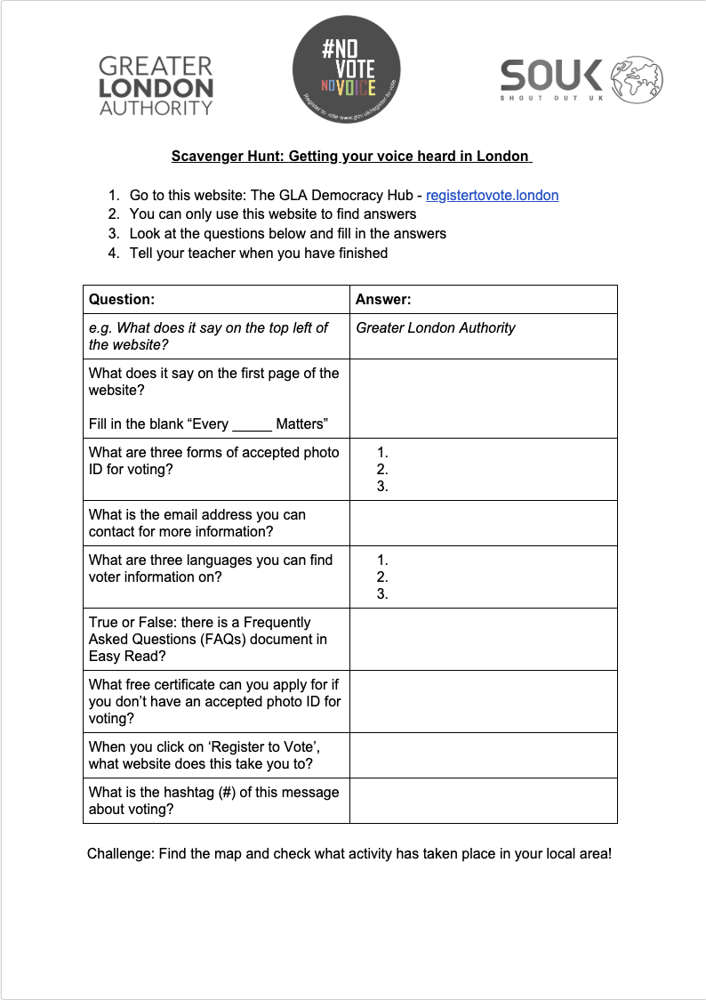 GREATER
LONDON
AUTHORITY
#NO
VOTE
NO VOICE
Register to vote www.gov.uk/register-to-vote
SOUK
SHOUT OUT UK
Scavenger Hunt: Getting your voice heard in London
1. Go to this website: The GLA Democracy Hub - registertovote.london
2. You can only use this website to find answers
3. Look at the questions below and fill in the answers
4. Tell your teacher when you have finished
Question:
Answer:
e.g. What does it say on the top left of
the website?
Greater London Authority
What does it say on the first page of the
website?
Fill in the blank “Every _____ Matters”
What are three forms of accepted photo
ID for voting?
1.
2.
3.
What is the email address you can
contact for more information?
What are three languages you can find
voter information on?
1.
2.
3.
True or False: there is a Frequently
Asked Questions (FAQs) document in
Easy Read?
What free certificate can you apply for if
you don’t have an accepted photo ID for
voting?
When you click on ‘Register to Vote’,
what website does this take you to?
What is the hashtag (#) of this message
about voting?
Challenge: Find the map and check what activity has taken place in your local area!